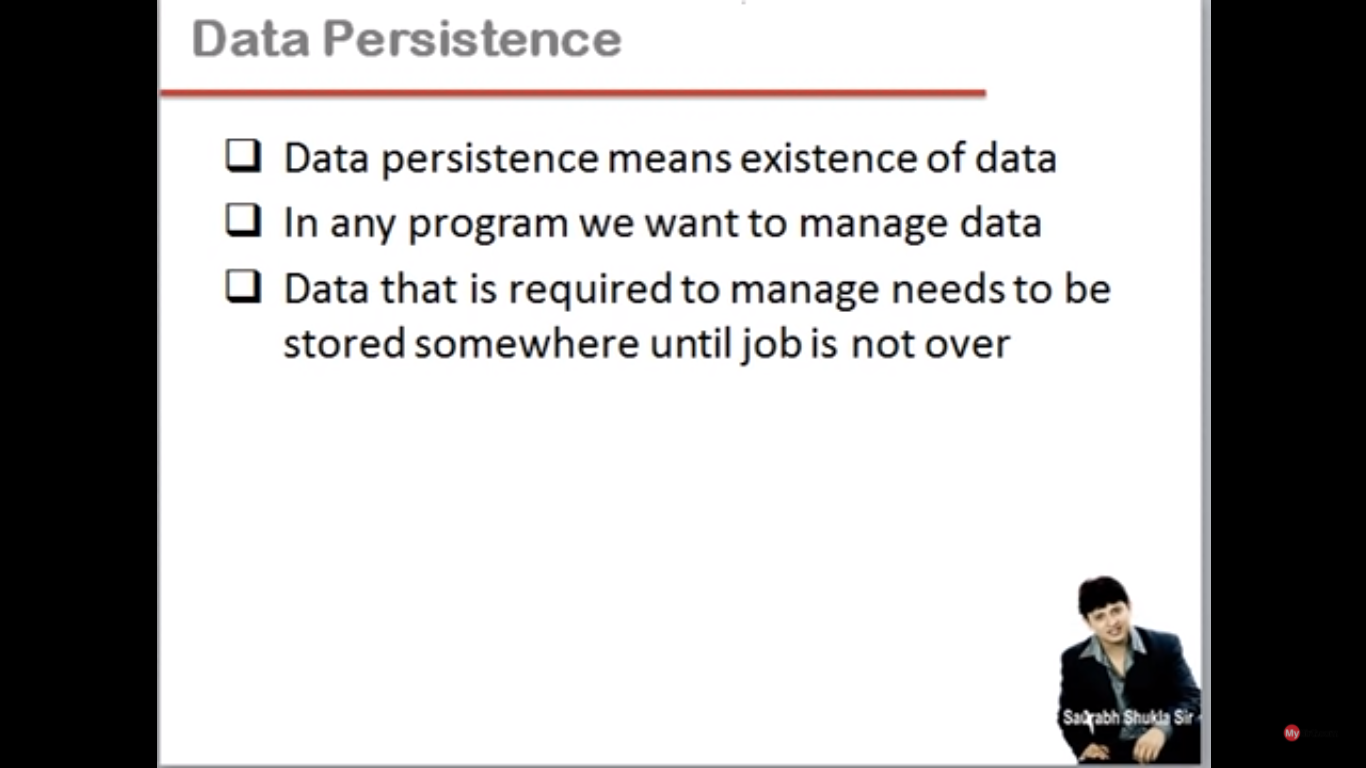 Data Persistence
Data persistence means existence of data
In any program we want to manage data
Data that is required to manage needs to be
stored somewhere until job is not over
Saurabh Shukla Sir
My